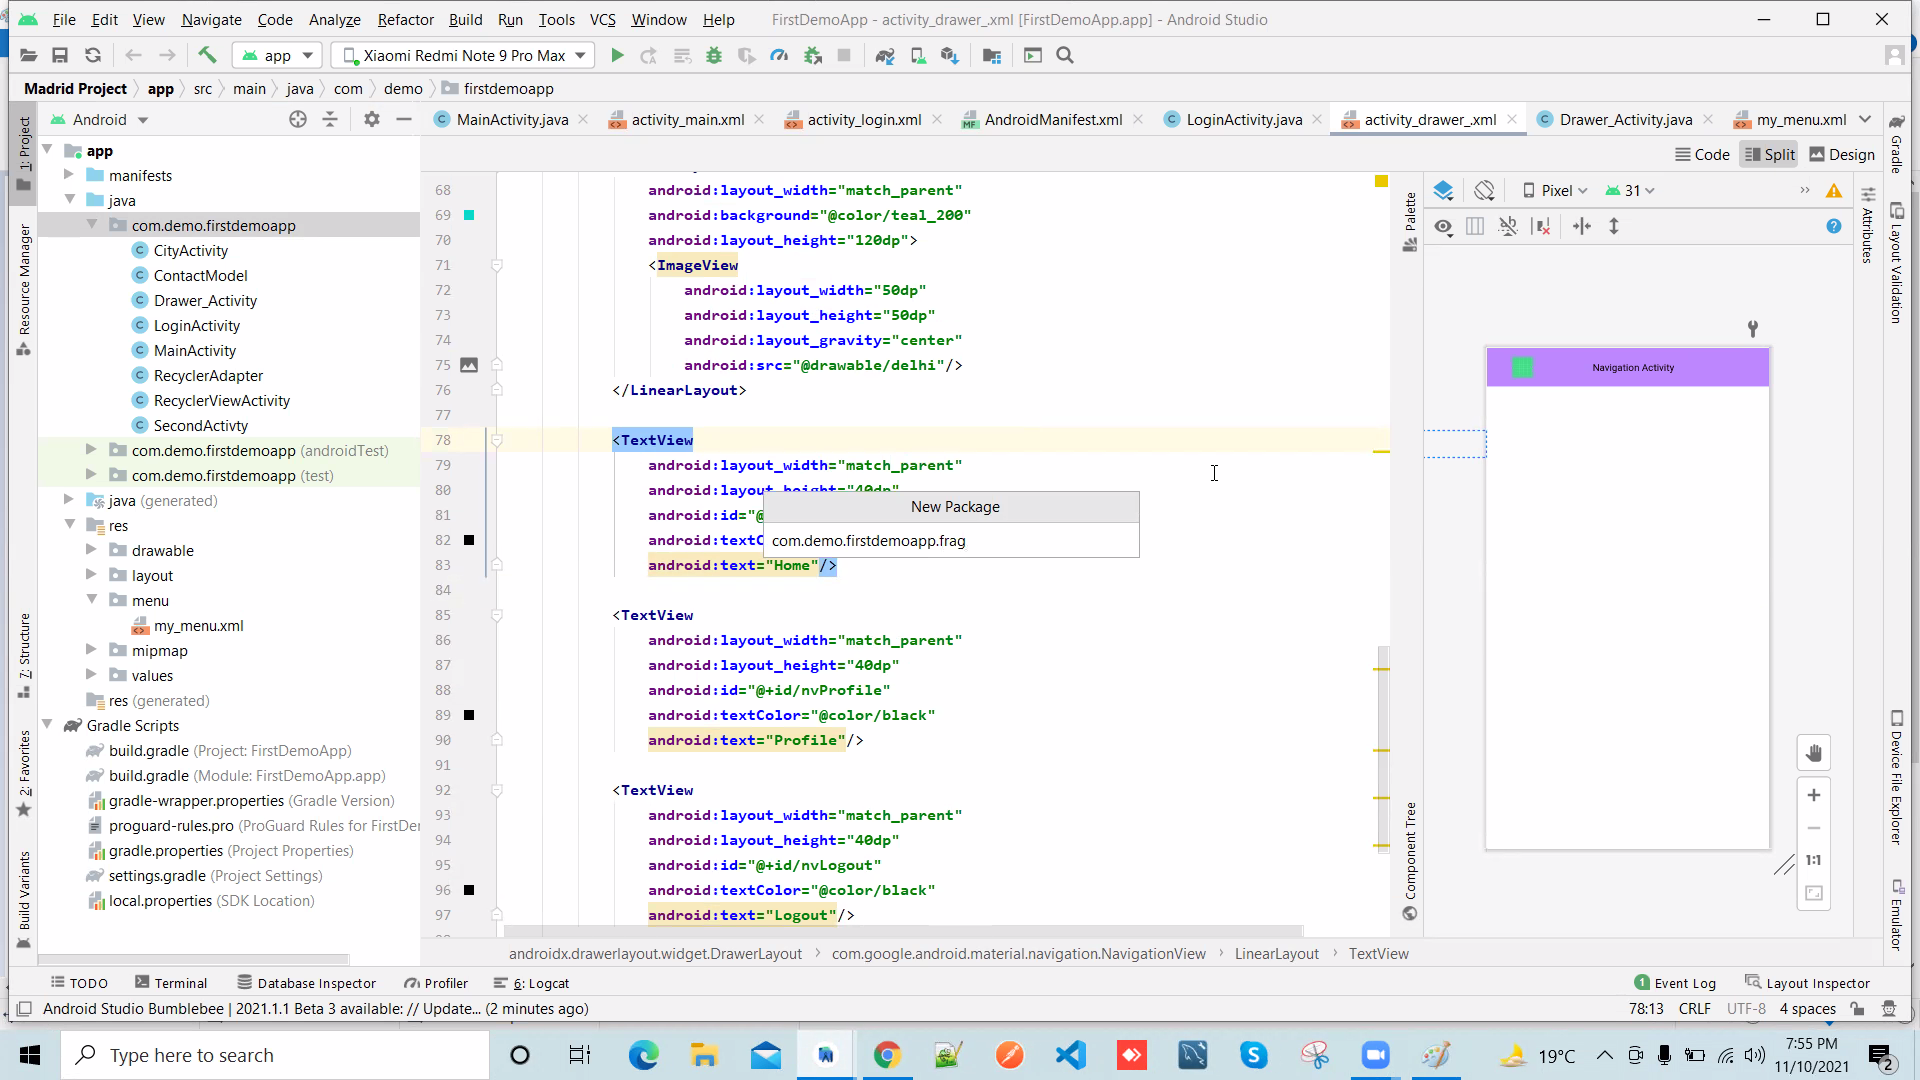 File Edit View Navigate Code Analyze Refactor Build Run Tools VCS Window Help FirstDemoApp - activity_drawer_.xml [FirstDemoApp.app] - Android Studio
app Xiaomi Redmi Note 9 Pro Max
Madrid Project app src main java com demo firstdemoapp
Android MainActivity.java activity_main.xml activity_login.xml AndroidManifest.xml LoginActivity.java activity_drawer_.xml Drawer_Activity.java my_menu.xml
Code Split Design
Pixel 31
1: Project
Resource Manager
7: Structure
2: Favorites
Build Variants
app
manifests
java
com.demo.firstdemoapp
CityActivity
ContactModel
Drawer_Activity
LoginActivity
MainActivity
RecyclerAdapter
RecyclerViewActivity
SecondActivty
com.demo.firstdemoapp (androidTest)
com.demo.firstdemoapp (test)
java (generated)
res
drawable
layout
menu
my_menu.xml
mipmap
values
res (generated)
Gradle Scripts
build.gradle (Project: FirstDemoApp)
build.gradle (Module: FirstDemoApp.app)
gradle-wrapper.properties (Gradle Version)
proguard-rules.pro (ProGuard Rules for FirstDe
gradle.properties (Project Properties)
settings.gradle (Project Settings)
local.properties (SDK Location)
68 android:layout_width="match_parent"
69 android:background="@color/teal_200"
70 android:layout_height="120dp">
71 <ImageView
72 android:layout_width="50dp"
73 android:layout_height="50dp"
74 android:layout_gravity="center"
75 android:src="@drawable/delhi"/>
76 </LinearLayout>
77
78 <TextView
79 android:layout_width="match_parent"
80 android:layout_height="40dp"
81 android:id="@
82 android:textC
83 android:text="Home"/>
84
85 <TextView
86 android:layout_width="match_parent"
87 android:layout_height="40dp"
88 android:id="@+id/nvProfile"
89 android:textColor="@color/black"
90 android:text="Profile"/>
91
92 <TextView
93 android:layout_width="match_parent"
94 android:layout_height="40dp"
95 android:id="@+id/nvLogout"
96 android:textColor="@color/black"
97 android:text="Logout"/>
New Package
com.demo.firstdemoapp.frag
Palette
Component Tree
Navigation Activity
1:1
Gradle
Attributes
Layout Validation
Device File Explorer
Emulator
androidx.drawerlayout.widget.DrawerLayout com.google.android.material.navigation.NavigationView LinearLayout TextView
TODO Terminal Database Inspector Profiler 6: Logcat 1 Event Log Layout Inspector
Android Studio Bumblebee | 2021.1.1 Beta 3 available: // Update... (2 minutes ago) 78:13 CRLF UTF-8 4 spaces
Type here to search 19°C 7:55 PM
11/10/2021 2